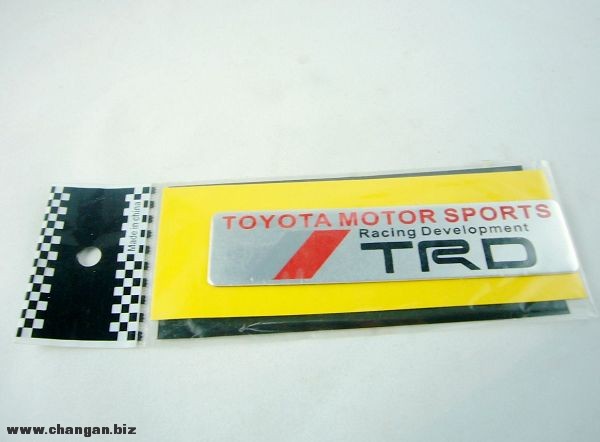 Made in china
TOYOTA MOTOR SPORTS
Racing Development
TRD
www.changan.biz